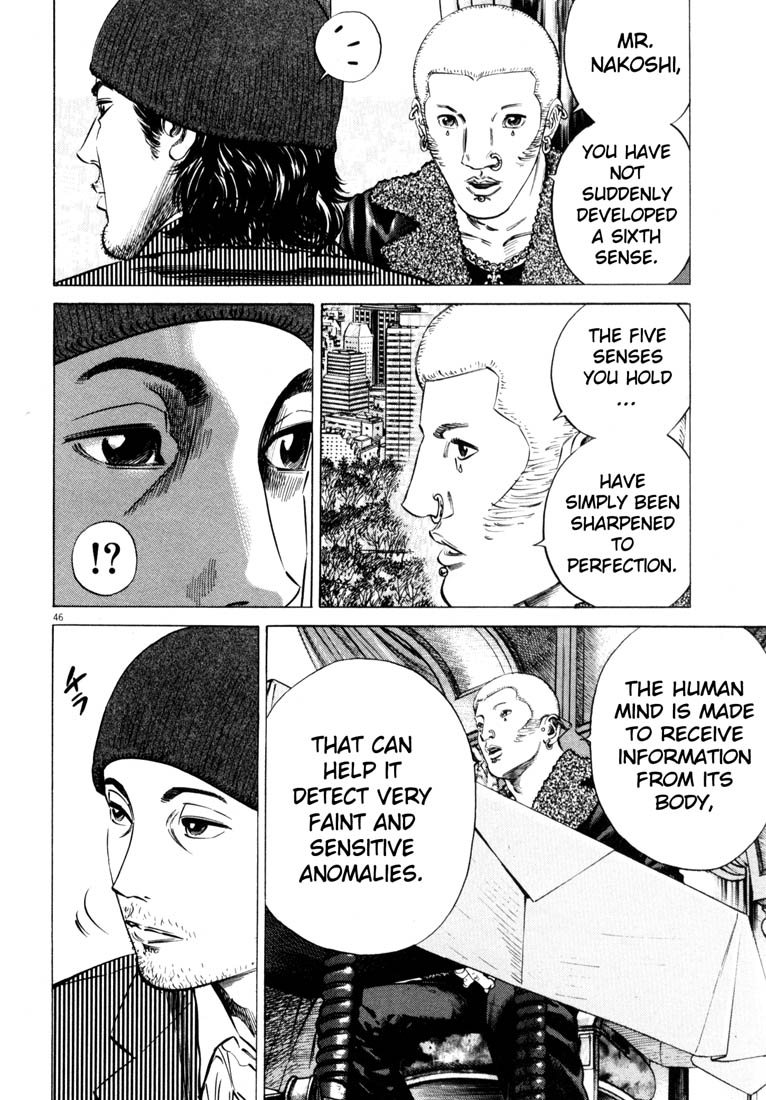 MR.
NAKOSHI,
YOU HAVE
NOT
SUDDENLY
DEVELOPED
A SIXTH
SENSE.
THE FIVE
SENSES
YOU HOLD
...
HAVE
SIMPLY BEEN
SHARPENED
TO
PERFECTION.
!?
46
THE HUMAN
MIND IS MADE
TO RECEIVE
INFORMATION
FROM ITS
BODY,
THAT CAN
HELP IT
DETECT VERY
FAINT AND
SENSITIVE
ANOMALIES.
チラ